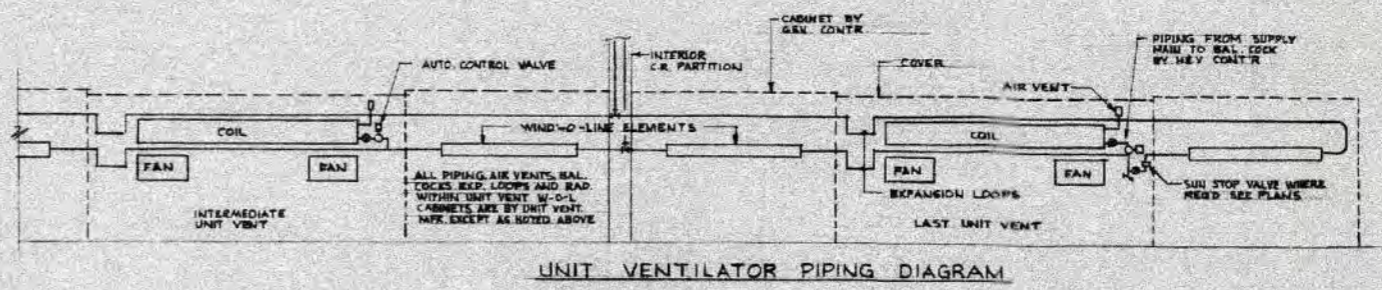 CABINET BY
GEN. CONTR.
PIPING FROM SUPPLY
MAIN TO BAL. COCK
BY H&V CONT'R
INTERIOR
C.R. PARTITION
AUTO. CONTROL VALVE
COVER
AIR VENT
COIL
WIND-O-LINE ELEMENTS
COIL
FAN
FAN
FAN
FAN
ALL PIPING, AIR VENTS, BAL.
COCKS, EXP. LOOPS AND RAD.
WITHIN UNIT VENT W-O-L
CABINETS ARE BY UNIT VENT.
MFR. EXCEPT AS NOTED ABOVE
EXPANSION LOOPS
SUN STOP VALVE WHERE
REQ'D SEE PLANS
INTERMEDIATE
UNIT VENT
LAST UNIT VENT
UNIT VENTILATOR PIPING DIAGRAM